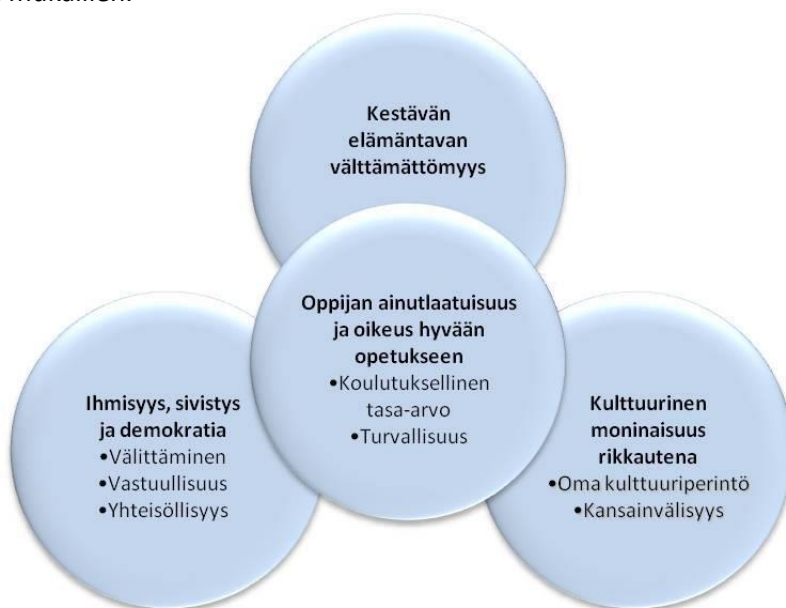 Kestävän
elämäntavan
välttämättömyys
Oppijan ainutlaatuisuus
ja oikeus hyvään
opetukseen
•Koulutuksellinen
tasa-arvo
•Turvallisuus
Ihmisyys, sivistys
ja demokratia
•Välittäminen
•Vastuullisuus
•Yhteisöllisyys
Kulttuurinen
moninaisuus
rikkautena
•Oma kulttuuriperintö
•Kansainvälisyys